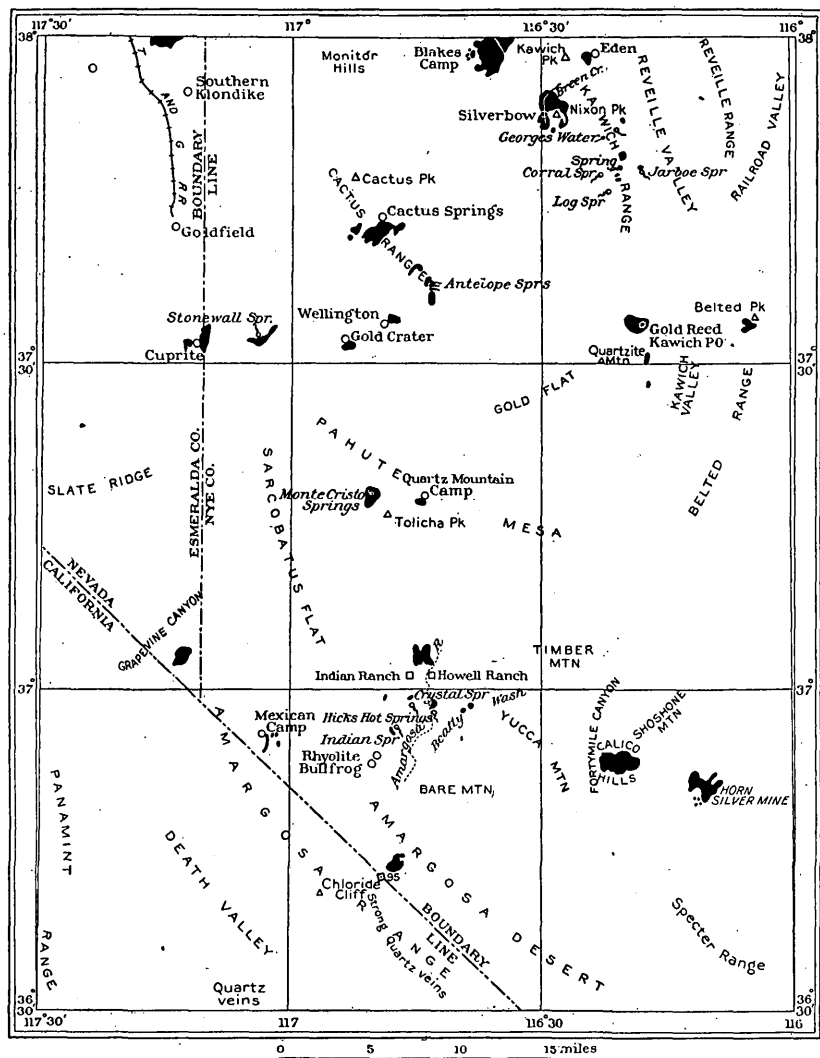 117°30'
117°
116°30'
116°
38°
38°
Southern
Klondike
T
AND
G
RR
BOUNDARY
LINE
Monitor
Hills
Blakes
Camp
Kawich
Pk
Eden
Breen Cr.
Silverbow
Nixon Pk
KAWICH
RANGE
REVEILLE VALLEY
REVEILLE RANGE
RAILROAD VALLEY
Georges Water
Spring
Corral Spr
Jarboe Spr
Log Spr
Cactus Pk
CACTUS
RANGE
Cactus Springs
Goldfield
Antelope Sprs
Stonewall Spr.
Wellington
Gold Crater
Cuprite
Belted Pk
Gold Reed
Kawich PO
Quartzite
Mtn
37°
30'
37°
30'
KAWICH
VALLEY
GOLD FLAT
BELTED
RANGE
PAHUTE
MESA
Quartz Mountain
Camp
Monte Cristo
Springs
Tolicha Pk
SLATE RIDGE
ESMERALDA CO.
NYE CO.
SARCOBATUS FLAT
NEVADA
CALIFORNIA
GRAPEVINE CANYON
R
TIMBER
MTN
Indian Ranch
Howell Ranch
37°
37°
Crystal Spr
Hicks Hot Springs
Indian Spr
Amargosa
Beatty
Wash
Mexican
Camp
Rhyolite
Bullfrog
BARE MTN,
YUCCA MTN
FORTYMILE CANYON
SHOSHONE
MTN
CALICO
HILLS
HORN
SILVER MINE
PANAMINT
RANGE
AMARGOSA
RANGE
DEATH VALLEY
AMARGOSA DESERT
95
Chloride
Cliff
Strong
Quartz veins
BOUNDARY
LINE
Specter Range
Quartz
veins
36°
30'
36°
30'
117°30'
117°
116°30'
116°
0 5 10 15 miles